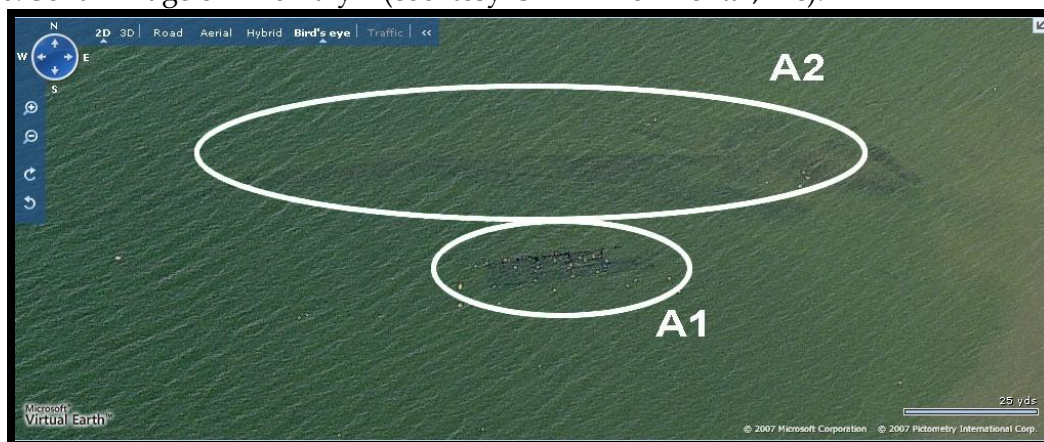 N
2D 3D Road Aerial Hybrid Bird's eye Traffic <<
W E
S
A2
A1
Microsoft®
Virtual Earth™
25 yds
© 2007 Microsoft Corporation © 2007 Pictometry International Corp.